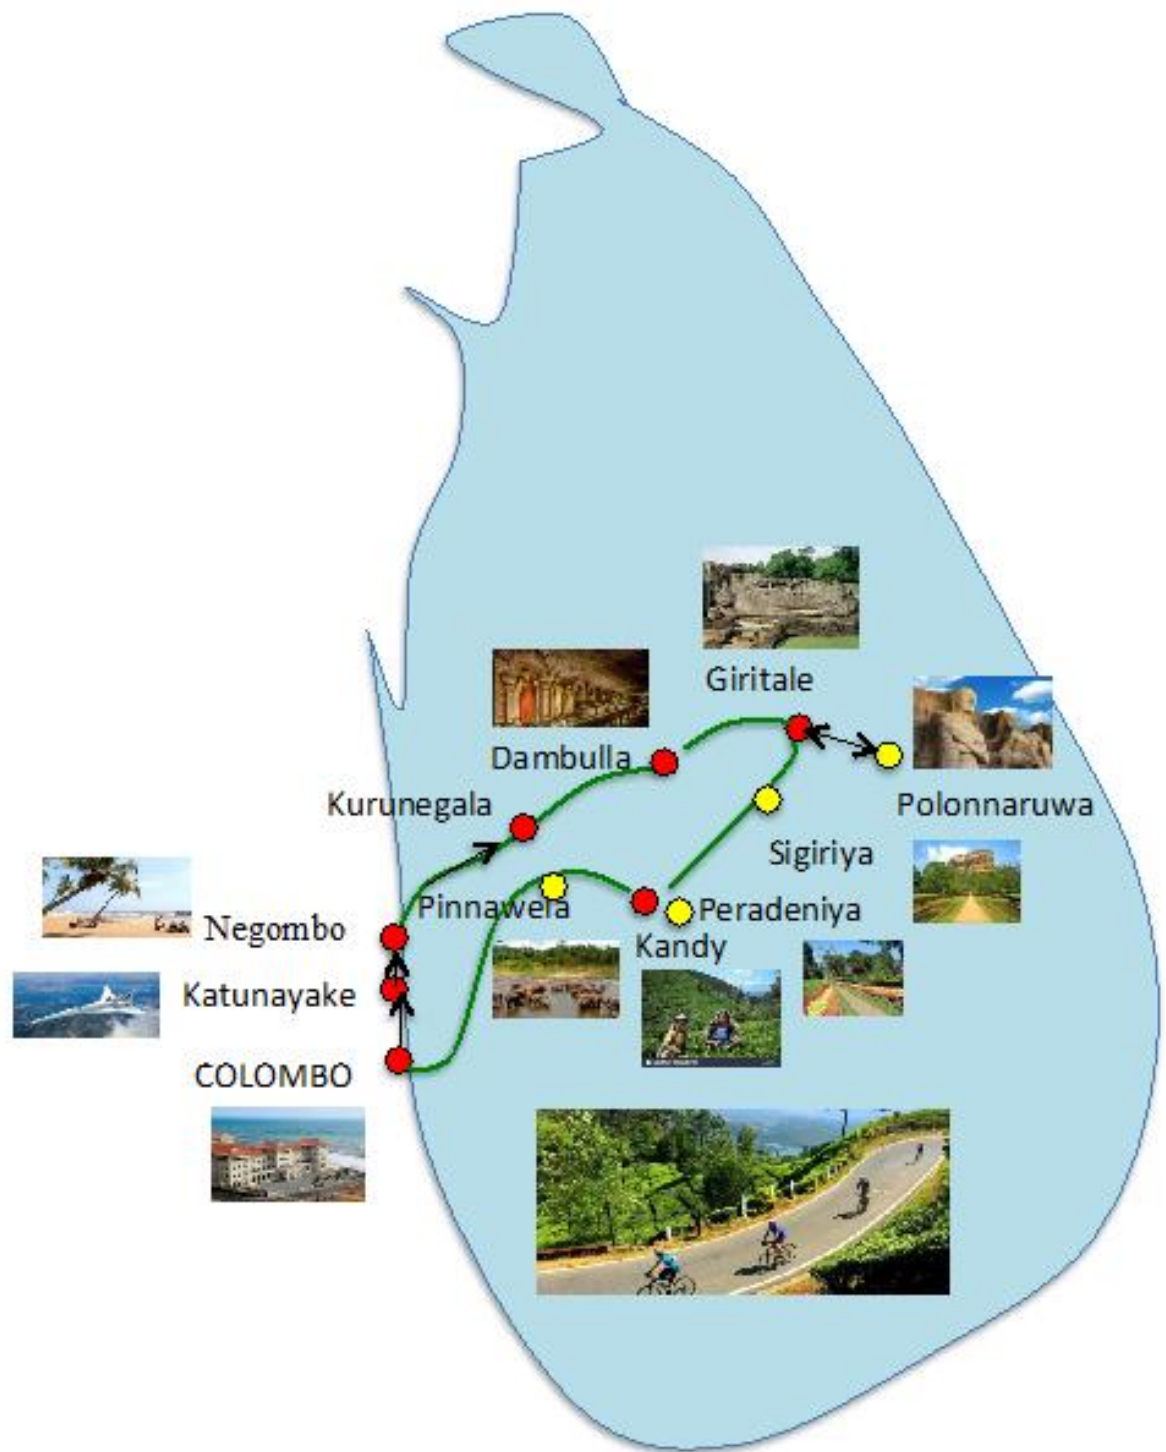 Giritale
Dambulla
Kurunegala
Polonnaruwa
Sigiriya
Pinnawela
Peradeniya
Negombo
Kandy
Katunayake
COLOMBO